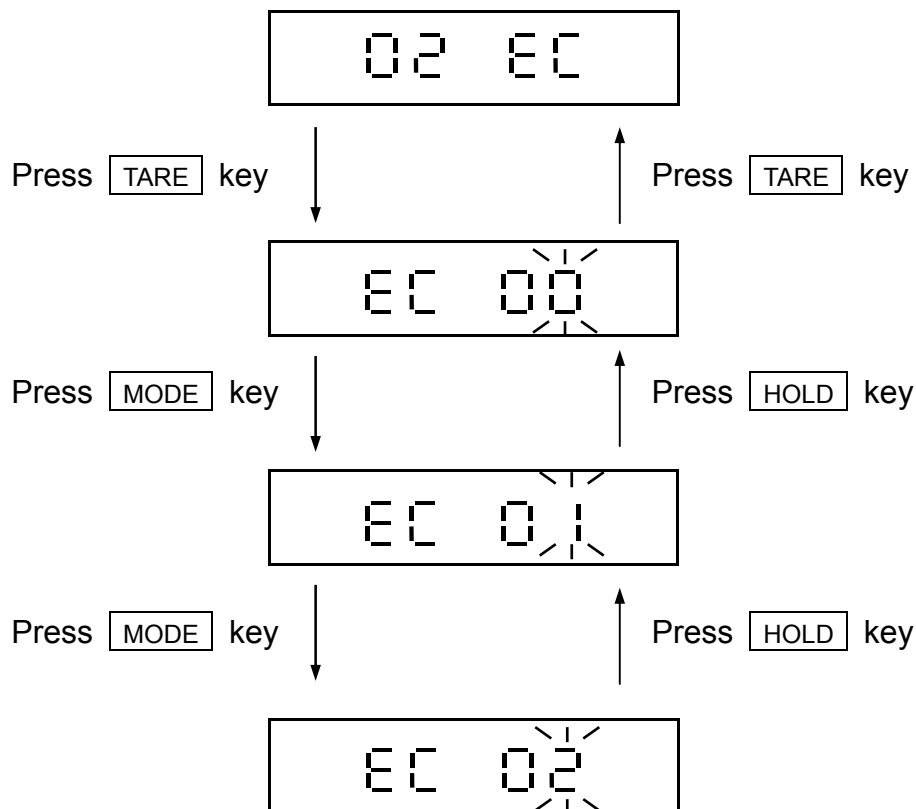 02 EC
Press TARE key Press TARE key
EC 00
Press MODE key Press HOLD key
EC 01
Press MODE key Press HOLD key
EC 02